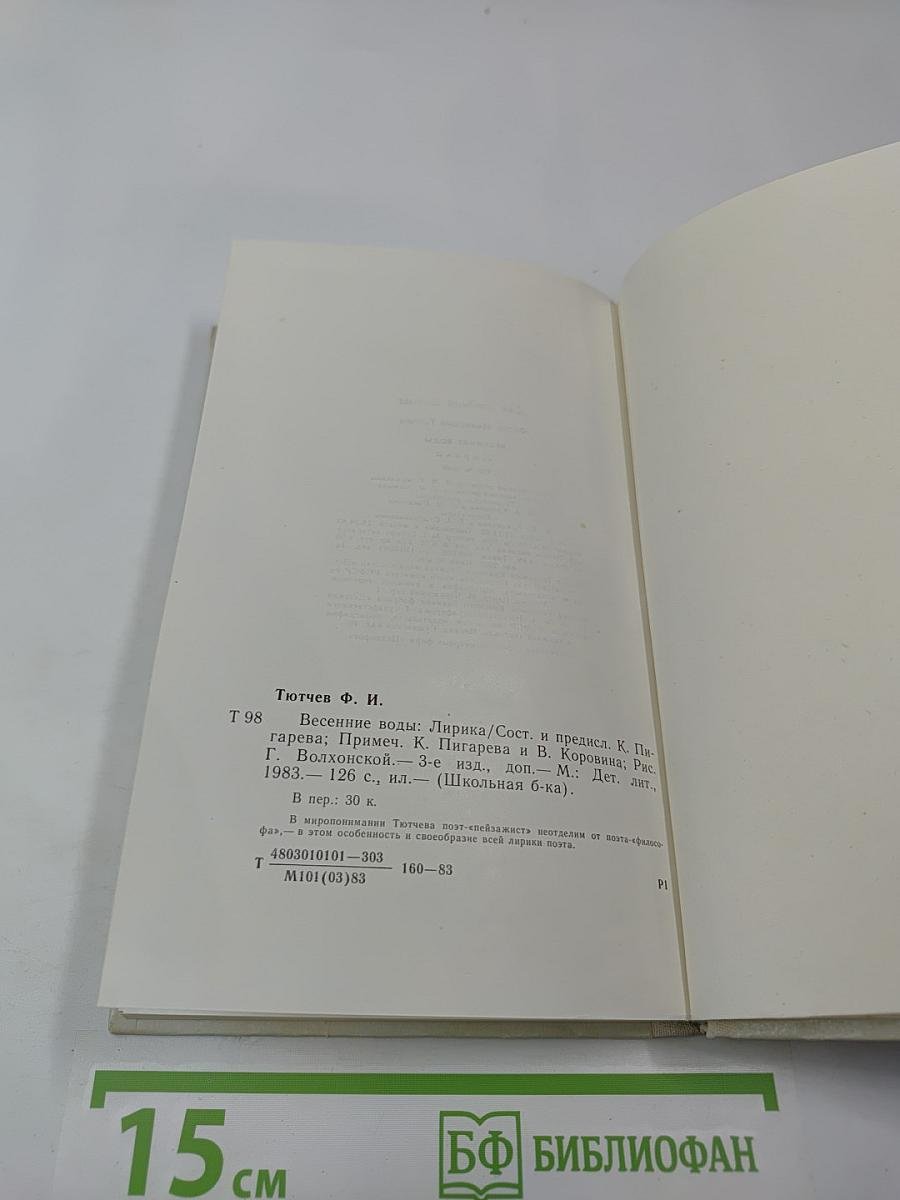 Тютчев Ф. И.
Т 98 Весенние воды: Лирика/Сост. и предисл. К. Пи-
гарева; Примеч. К. Пигарева и В. Коровина; Рис.
Г. Волхонской.— 3-е изд., доп.— М.: Дет. лит.,
1983.— 126 с., ил.— (Школьная б-ка).
В пер.: 30 к.
В миропонимании Тютчева поэт-«пейзажист» неотделим от поэта-«филосо-
фа»,— в этом особенность и своеобразие всей лирики поэта.
Т 4803010101—303 160—83
М101(03)83
Р1
15 см
БФ БИБЛИОФАН